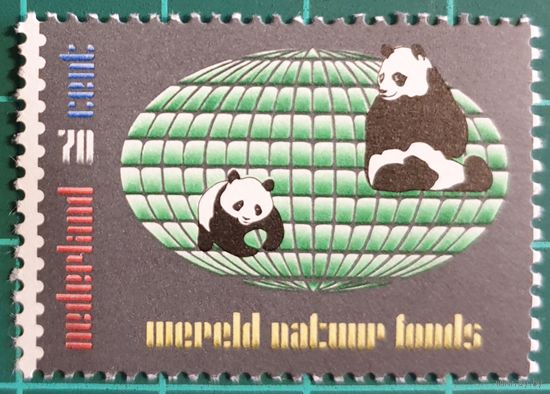 nederland 70 cent
wereld natuur fonds